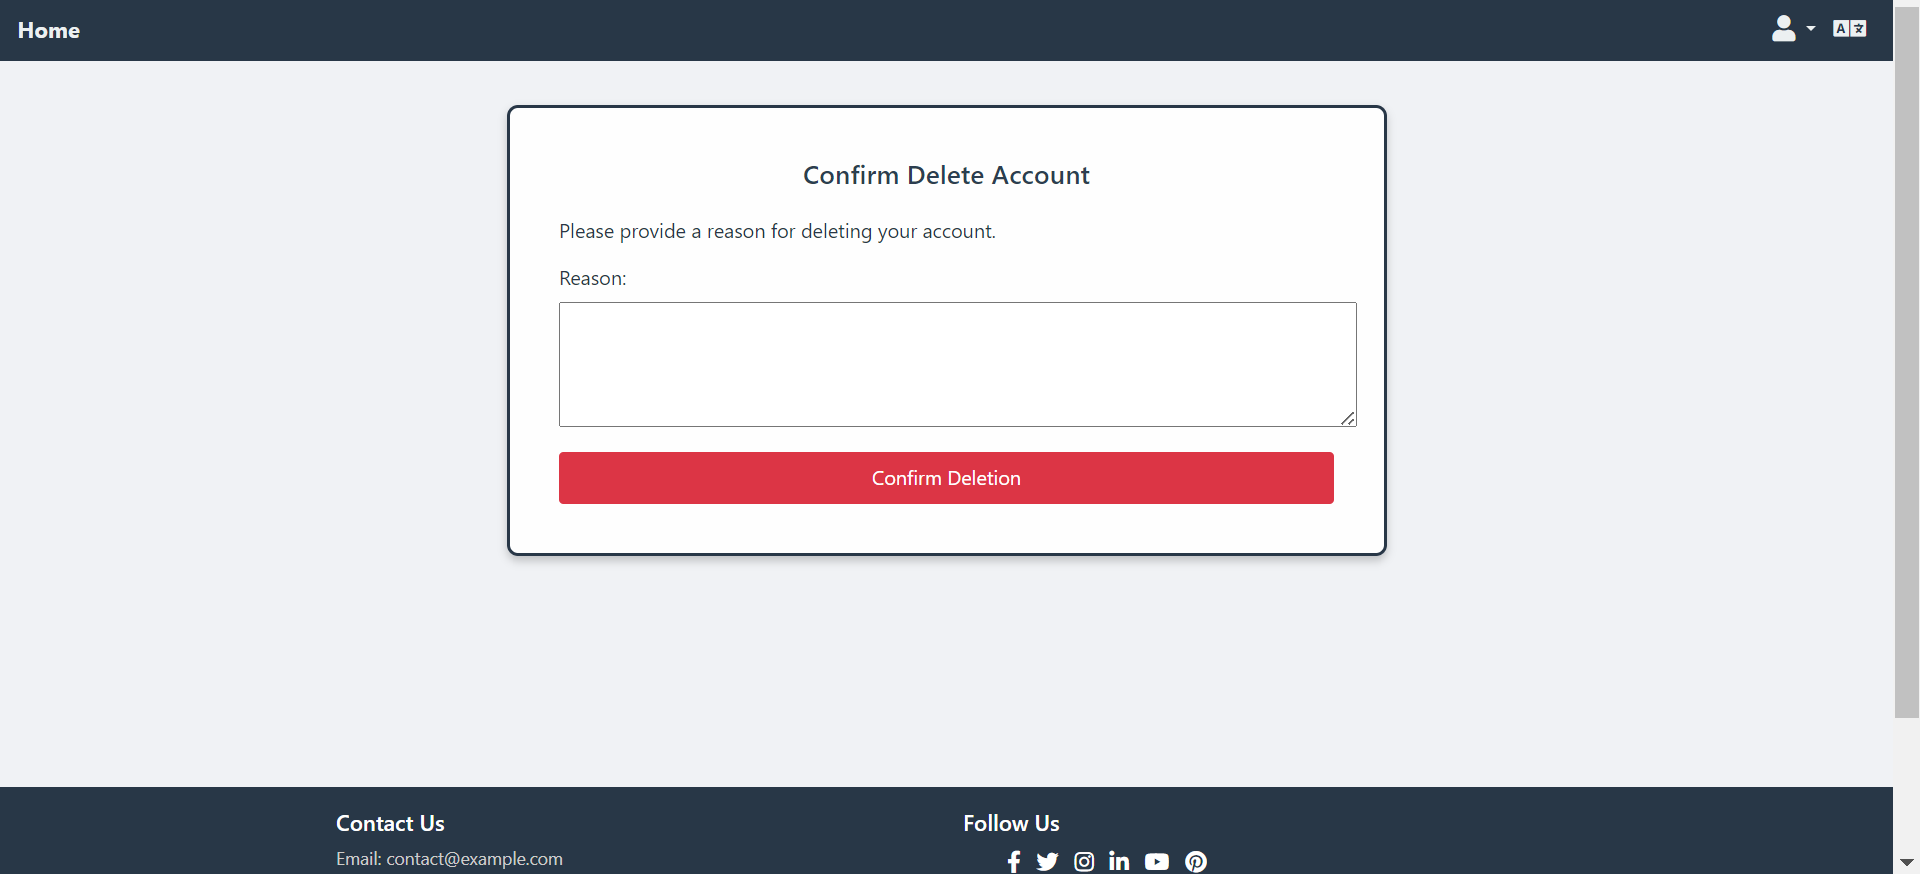 Home
A 文
Confirm Delete Account
Please provide a reason for deleting your account.
Reason:
Confirm Deletion
Contact Us
Follow Us
Email: contact@example.com